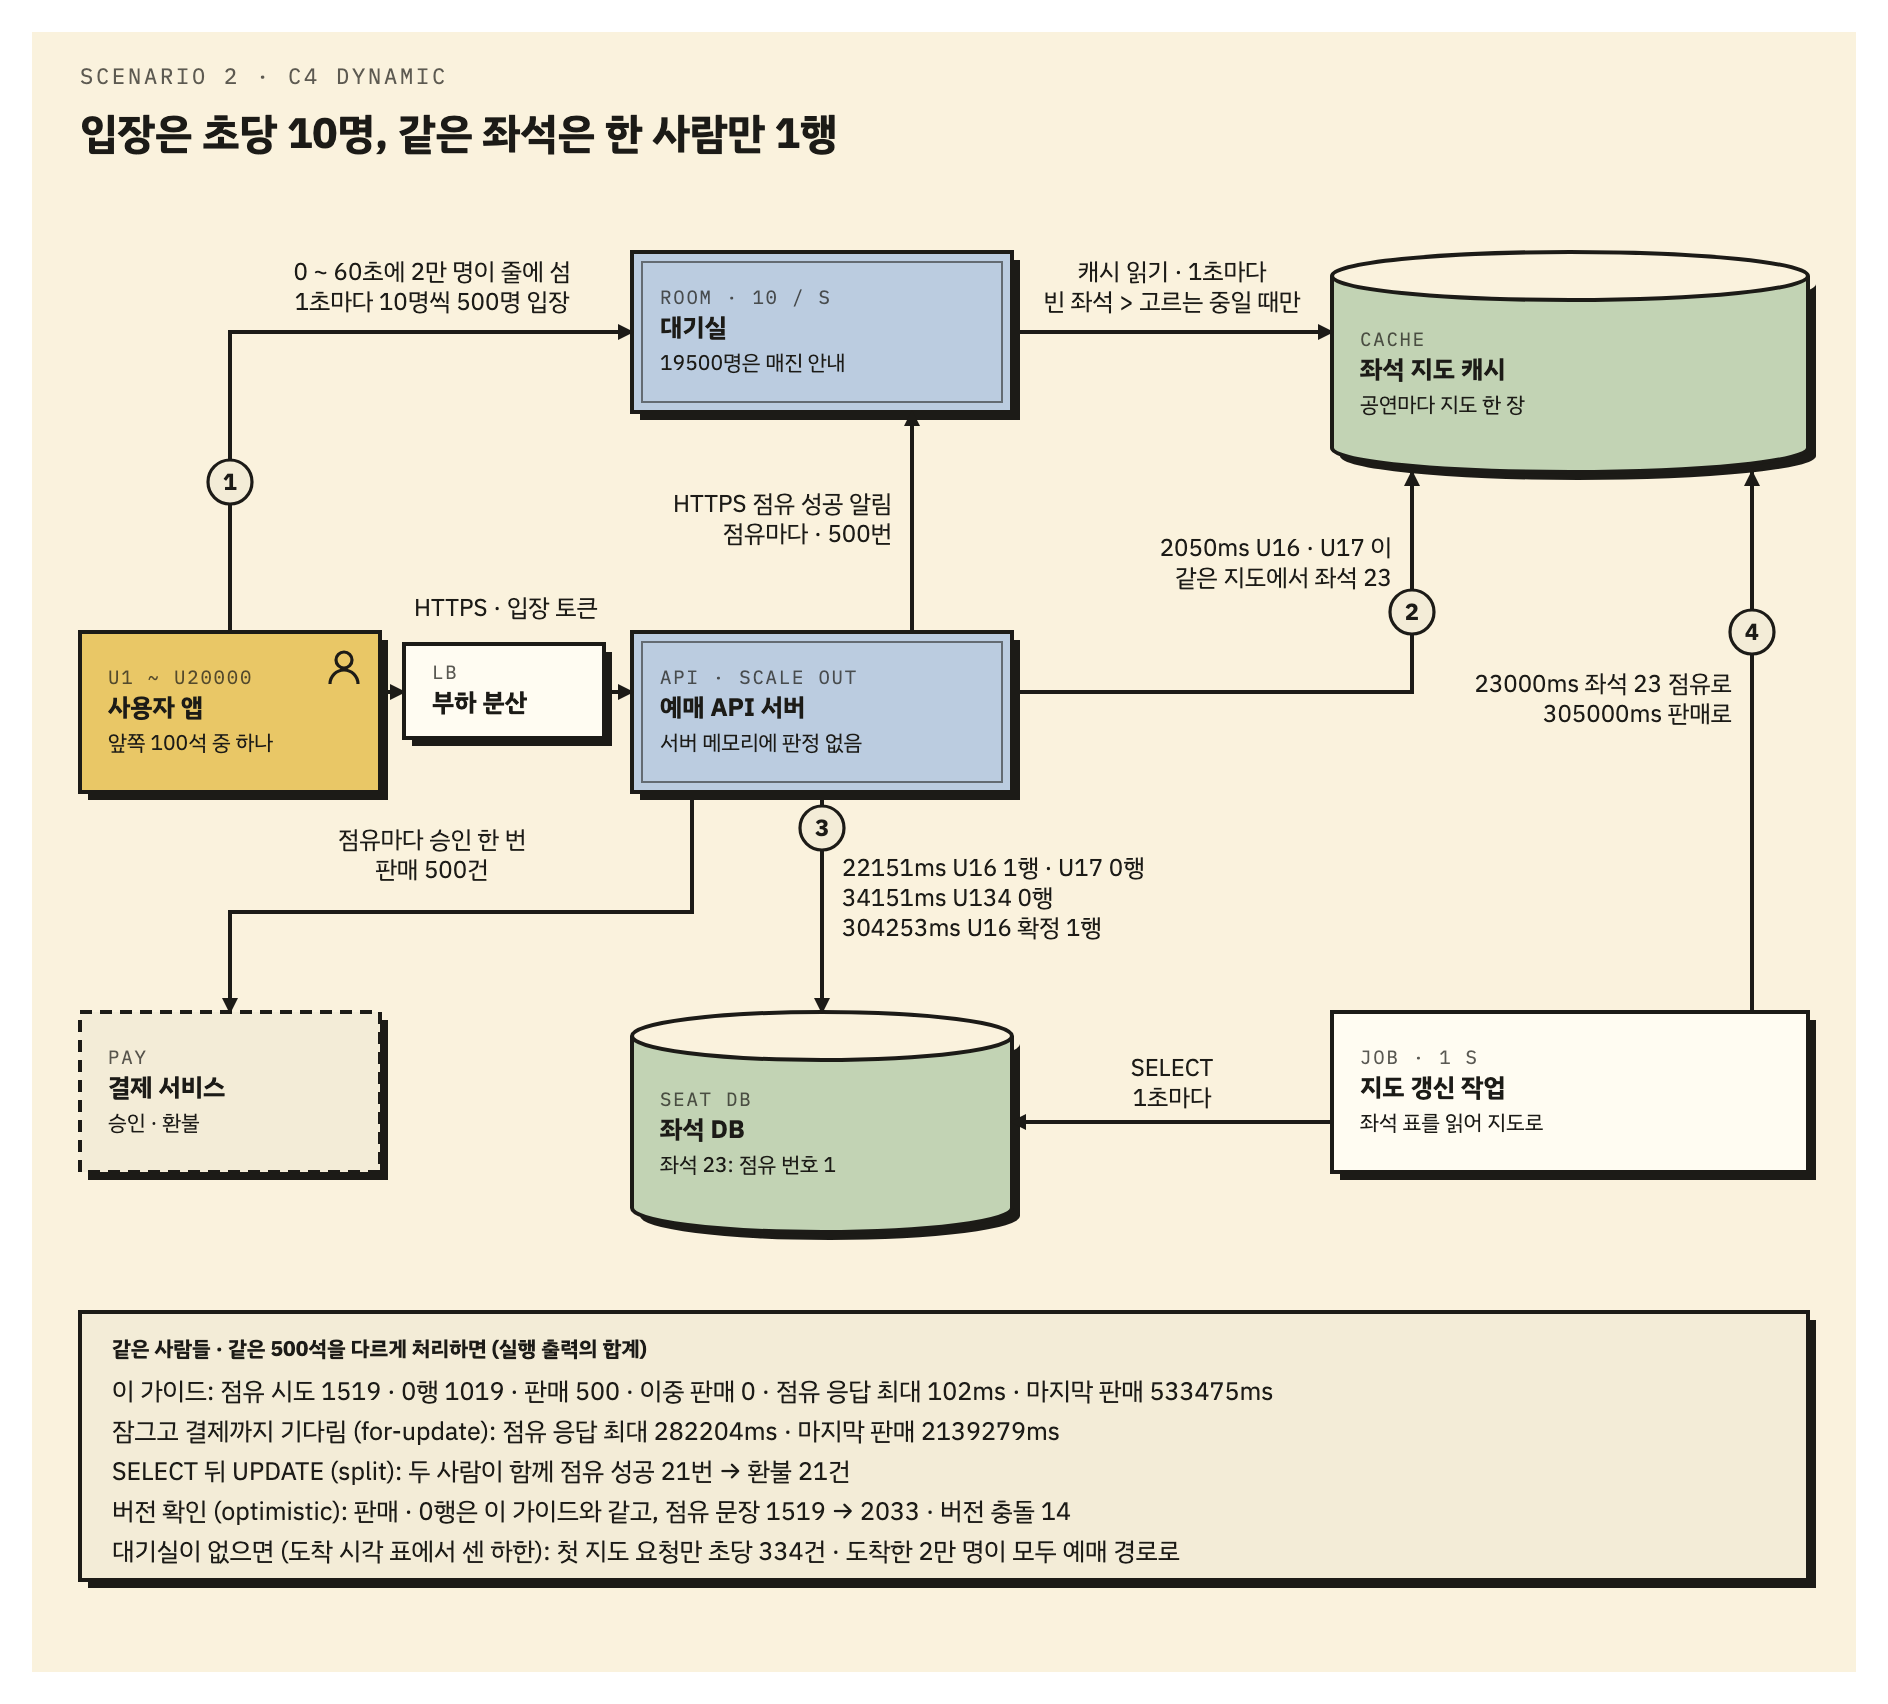 SCENARIO 2 · C4 DYNAMIC
입장은 초당 10명, 같은 좌석은 한 사람만 1행
0 ~ 60초에 2만 명이 줄에 섬
1초마다 10명씩 500명 입장
ROOM · 10 / S
대기실
19500명은 매진 안내
캐시 읽기 · 1초마다
빈 좌석 > 고르는 중일 때만
CACHE
좌석 지도 캐시
공연마다 지도 한 장
1
HTTPS 점유 성공 알림
점유마다 · 500번
2050ms U16 · U17 이
같은 지도에서 좌석 23
2
4
HTTPS · 입장 토큰
U1 ~ U20000
사용자 앱
앞쪽 100석 중 하나
LB
부하 분산
API · SCALE OUT
예매 API 서버
서버 메모리에 판정 없음
23000ms 좌석 23 점유로
305000ms 판매로
점유마다 승인 한 번
판매 500건
3
22151ms U16 1행 · U17 0행
34151ms U134 0행
304253ms U16 확정 1행
PAY
결제 서비스
승인 · 환불
SEAT DB
좌석 DB
좌석 23: 점유 번호 1
SELECT
1초마다
JOB · 1 S
지도 갱신 작업
좌석 표를 읽어 지도로
같은 사람들 · 같은 500석을 다르게 처리하면 (실행 출력의 합계)
이 가이드: 점유 시도 1519 · 0행 1019 · 판매 500 · 이중 판매 0 · 점유 응답 최대 102ms · 마지막 판매 533475ms
잠그고 결제까지 기다림 (for-update): 점유 응답 최대 282204ms · 마지막 판매 2139279ms
SELECT 뒤 UPDATE (split): 두 사람이 함께 점유 성공 21번 → 환불 21건
버전 확인 (optimistic): 판매 · 0행은 이 가이드와 같고, 점유 문장 1519 → 2033 · 버전 충돌 14
대기실이 없으면 (도착 시각 표에서 센 하한): 첫 지도 요청만 초당 334건 · 도착한 2만 명이 모두 예매 경로로